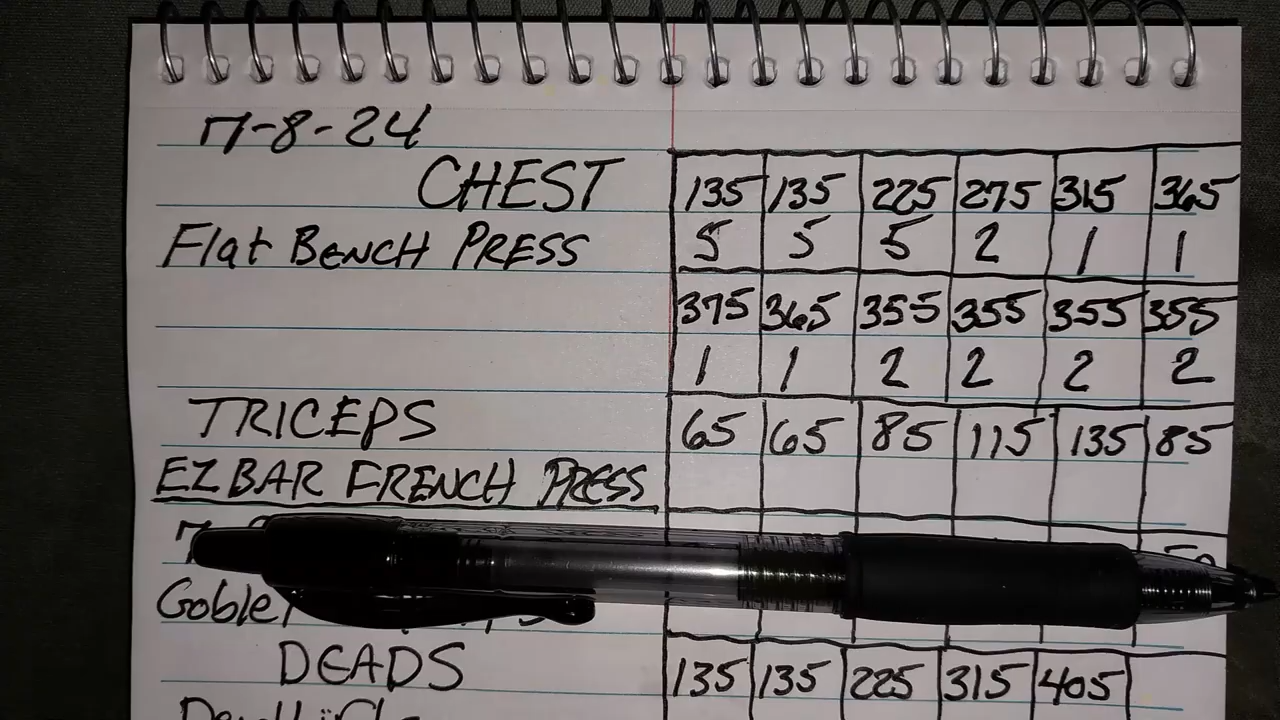 7-8-24
CHEST 135 135 225 275 315 365
Flat BENCH PRESS 5 5 5 2 1 1
375 365 355 355 355 355
1 1 2 2 2 2
TRICEPS 65 65 85 115 135 85
EZ BAR FRENCH PRESS
DEADS 135 135 225 315 405